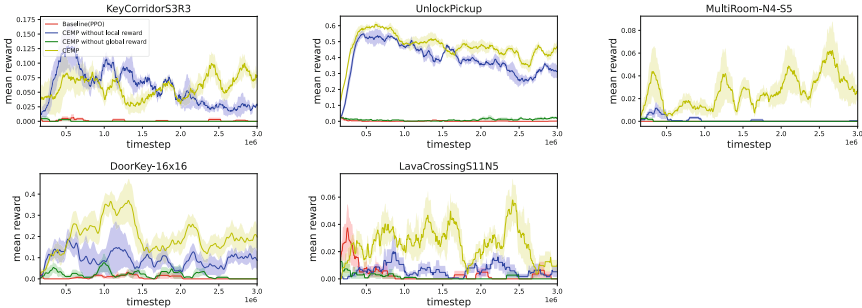 KeyCorridorS3R3
UnlockPickup
MultiRoom-N4-S5
mean reward
0.175
0.150
0.125
0.100
0.075
0.050
0.025
0.000
Baseline(PPO)
CEMP without local reward
CEMP without global reward
CEMP
0.5 1.0 1.5 2.0 2.5 3.0
timestep
1e6
mean reward
0.6
0.5
0.4
0.3
0.2
0.1
0.0
0.5 1.0 1.5 2.0 2.5 3.0
timestep
1e6
mean reward
0.08
0.06
0.04
0.02
0.00
0.5 1.0 1.5 2.0 2.5 3.0
timestep
1e6
DoorKey-16x16
LavaCrossingS11N5
mean reward
0.4
0.3
0.2
0.1
0.0
0.5 1.0 1.5 2.0 2.5 3.0
timestep
1e6
mean reward
0.06
0.04
0.02
0.00
0.5 1.0 1.5 2.0 2.5 3.0
timestep
1e6